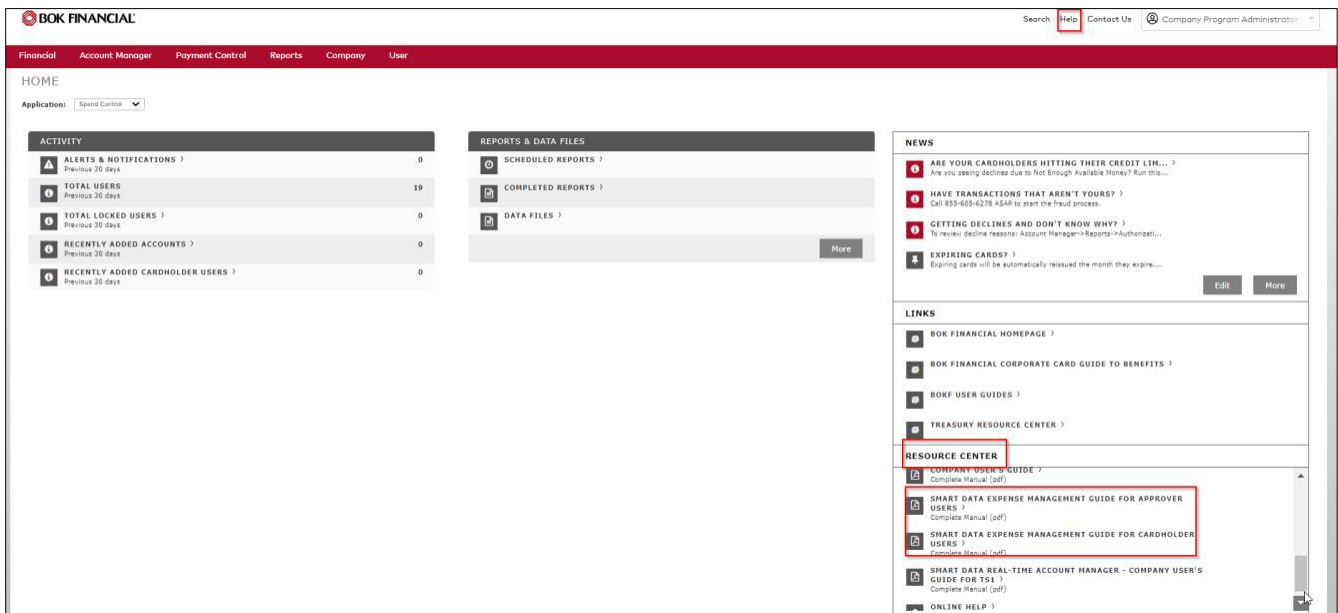 BOK FINANCIAL
Search Help Contact Us Company Program Administrator
Financial Account Manager Payment Control Reports Company User
HOME
Application: Spend Control
ACTIVITY
ALERTS & NOTIFICATIONS 0
Previous 30 days
TOTAL USERS 19
Previous 30 days
TOTAL LOCKED USERS 0
Previous 30 days
RECENTLY ADDED ACCOUNTS 0
Previous 30 days
RECENTLY ADDED CARDHOLDER USERS 0
Previous 30 days
REPORTS & DATA FILES
SCHEDULED REPORTS
COMPLETED REPORTS
DATA FILES
More
NEWS
ARE YOUR CARDHOLDERS HITTING THEIR CREDIT LIM...
Are you seeing declines due to Not Enough Available Money? Run this...
HAVE TRANSACTIONS THAT AREN'T YOURS?
Call 855-605-6278 ASAP to start the fraud process.
GETTING DECLINES AND DON'T KNOW WHY?
To review decline reasons: Account Manager->Reports->Authorizati...
EXPIRING CARDS?
Expiring cards will be automatically reissued the month they expire....
Edit More
LINKS
BOK FINANCIAL HOMEPAGE
BOK FINANCIAL CORPORATE CARD GUIDE TO BENEFITS
BOKF USER GUIDES
TREASURY RESOURCE CENTER
RESOURCE CENTER
COMPANY USER'S GUIDE
Complete Manual (pdf)
SMART DATA EXPENSE MANAGEMENT GUIDE FOR APPROVER
USERS
Complete Manual (pdf)
SMART DATA EXPENSE MANAGEMENT GUIDE FOR CARDHOLDER
USERS
Complete Manual (pdf)
SMART DATA REAL-TIME ACCOUNT MANAGER - COMPANY USER'S
GUIDE FOR TS1
Complete Manual (pdf)
ONLINE HELP